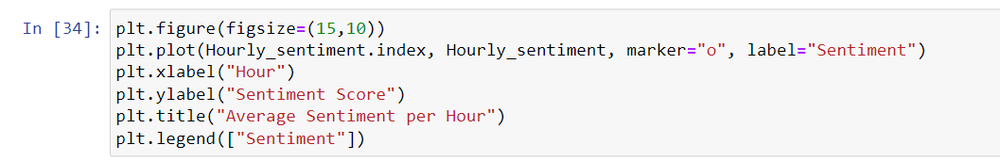 In [34]: plt.figure(figsize=(15,10))
plt.plot(Hourly_sentiment.index, Hourly_sentiment, marker="o", label="Sentiment")
plt.xlabel("Hour")
plt.ylabel("Sentiment Score")
plt.title("Average Sentiment per Hour")
plt.legend(["Sentiment"])